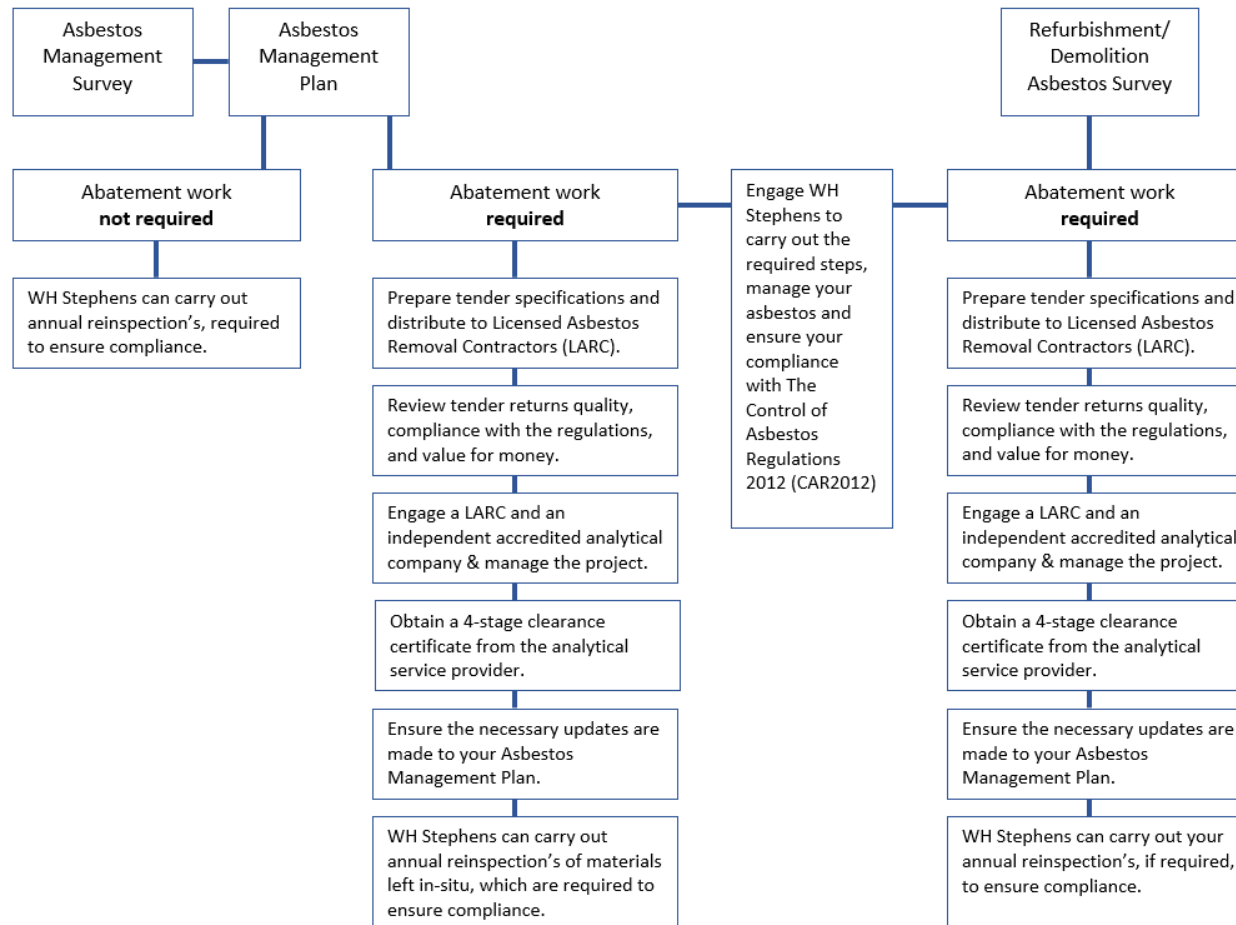 Asbestos
Management
Survey
Asbestos
Management
Plan
Refurbishment/
Demolition
Asbestos Survey
Abatement work
not required
WH Stephens can carry out
annual reinspection’s, required
to ensure compliance.
Abatement work
required
Prepare tender specifications and
distribute to Licensed Asbestos
Removal Contractors (LARC).
Review tender returns quality,
compliance with the regulations,
and value for money.
Engage a LARC and an
independent accredited analytical
company & manage the project.
Obtain a 4-stage clearance
certificate from the analytical
service provider.
Ensure the necessary updates are
made to your Asbestos
Management Plan.
WH Stephens can carry out
annual reinspection’s of materials
left in-situ, which are required to
ensure compliance.
Engage WH
Stephens to
carry out the
required steps,
manage your
asbestos and
ensure your
compliance
with The
Control of
Asbestos
Regulations
2012 (CAR2012)
Abatement work
required
Prepare tender specifications and
distribute to Licensed Asbestos
Removal Contractors (LARC).
Review tender returns quality,
compliance with the regulations,
and value for money.
Engage a LARC and an
independent accredited analytical
company & manage the project.
Obtain a 4-stage clearance
certificate from the analytical
service provider.
Ensure the necessary updates are
made to your Asbestos
Management Plan.
WH Stephens can carry out your
annual reinspection’s, if required,
to ensure compliance.